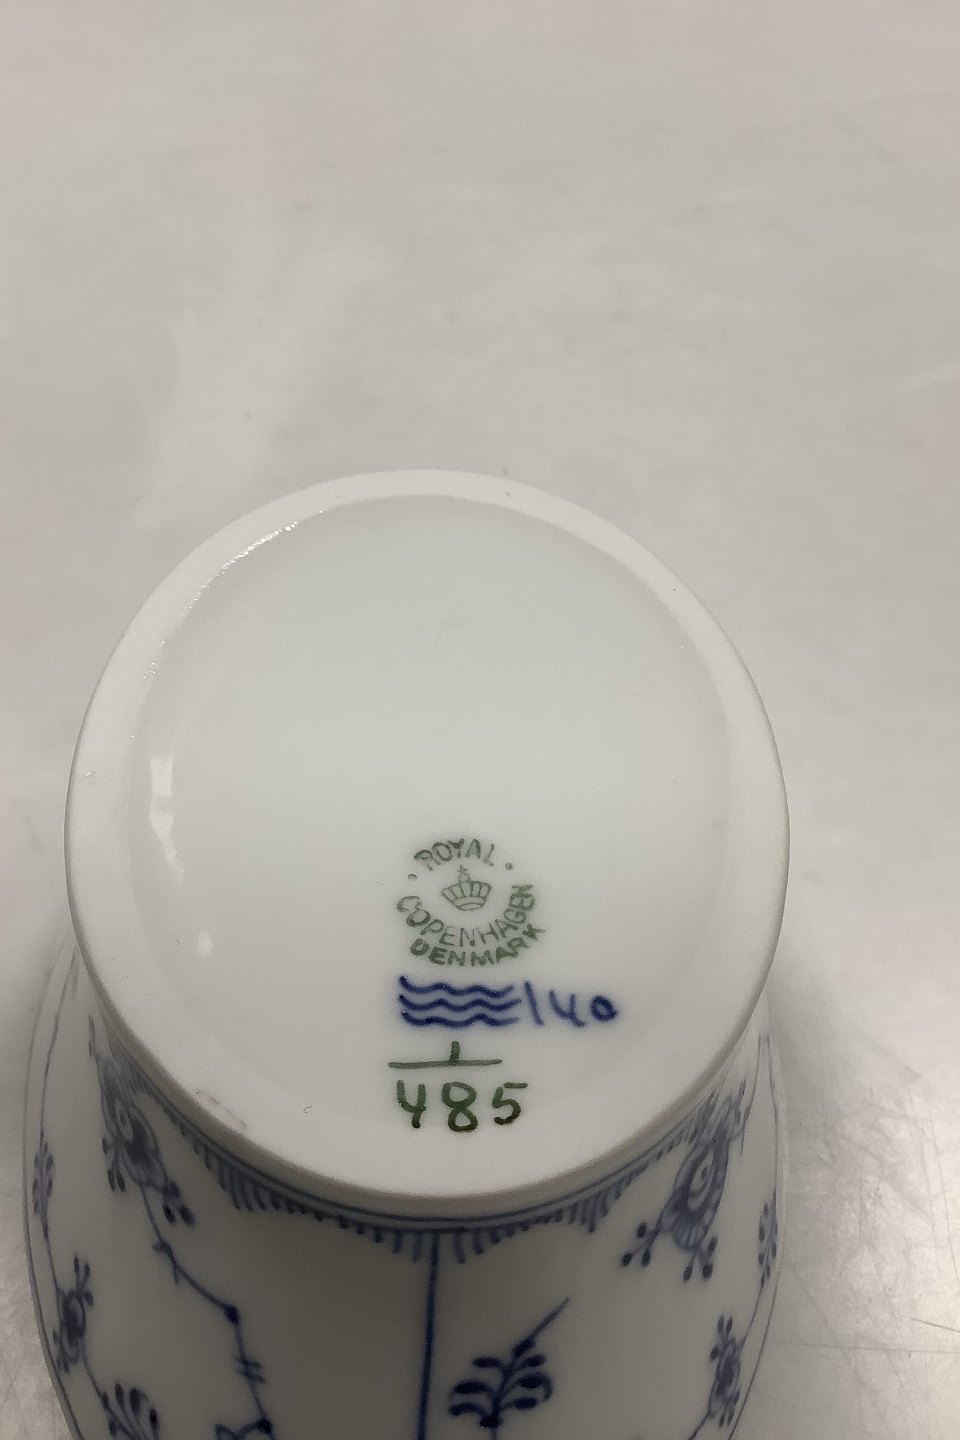 ROYAL
COPENHAGEN
DENMARK
140
1
485